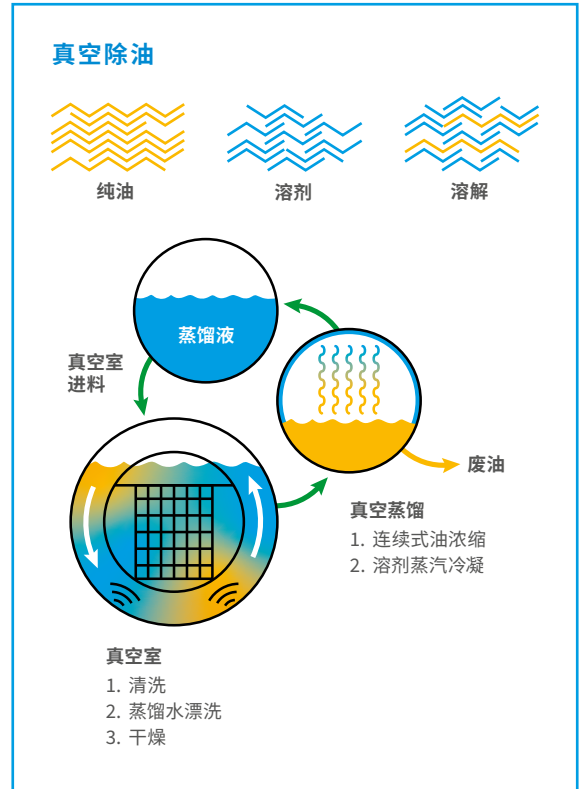 真空除油
纯油
溶剂
溶解
蒸馏液
真空室
进料
废油
真空蒸馏
1. 连续式油浓缩
2. 溶剂蒸汽冷凝
真空室
1. 清洗
2. 蒸馏水漂洗
3. 干燥